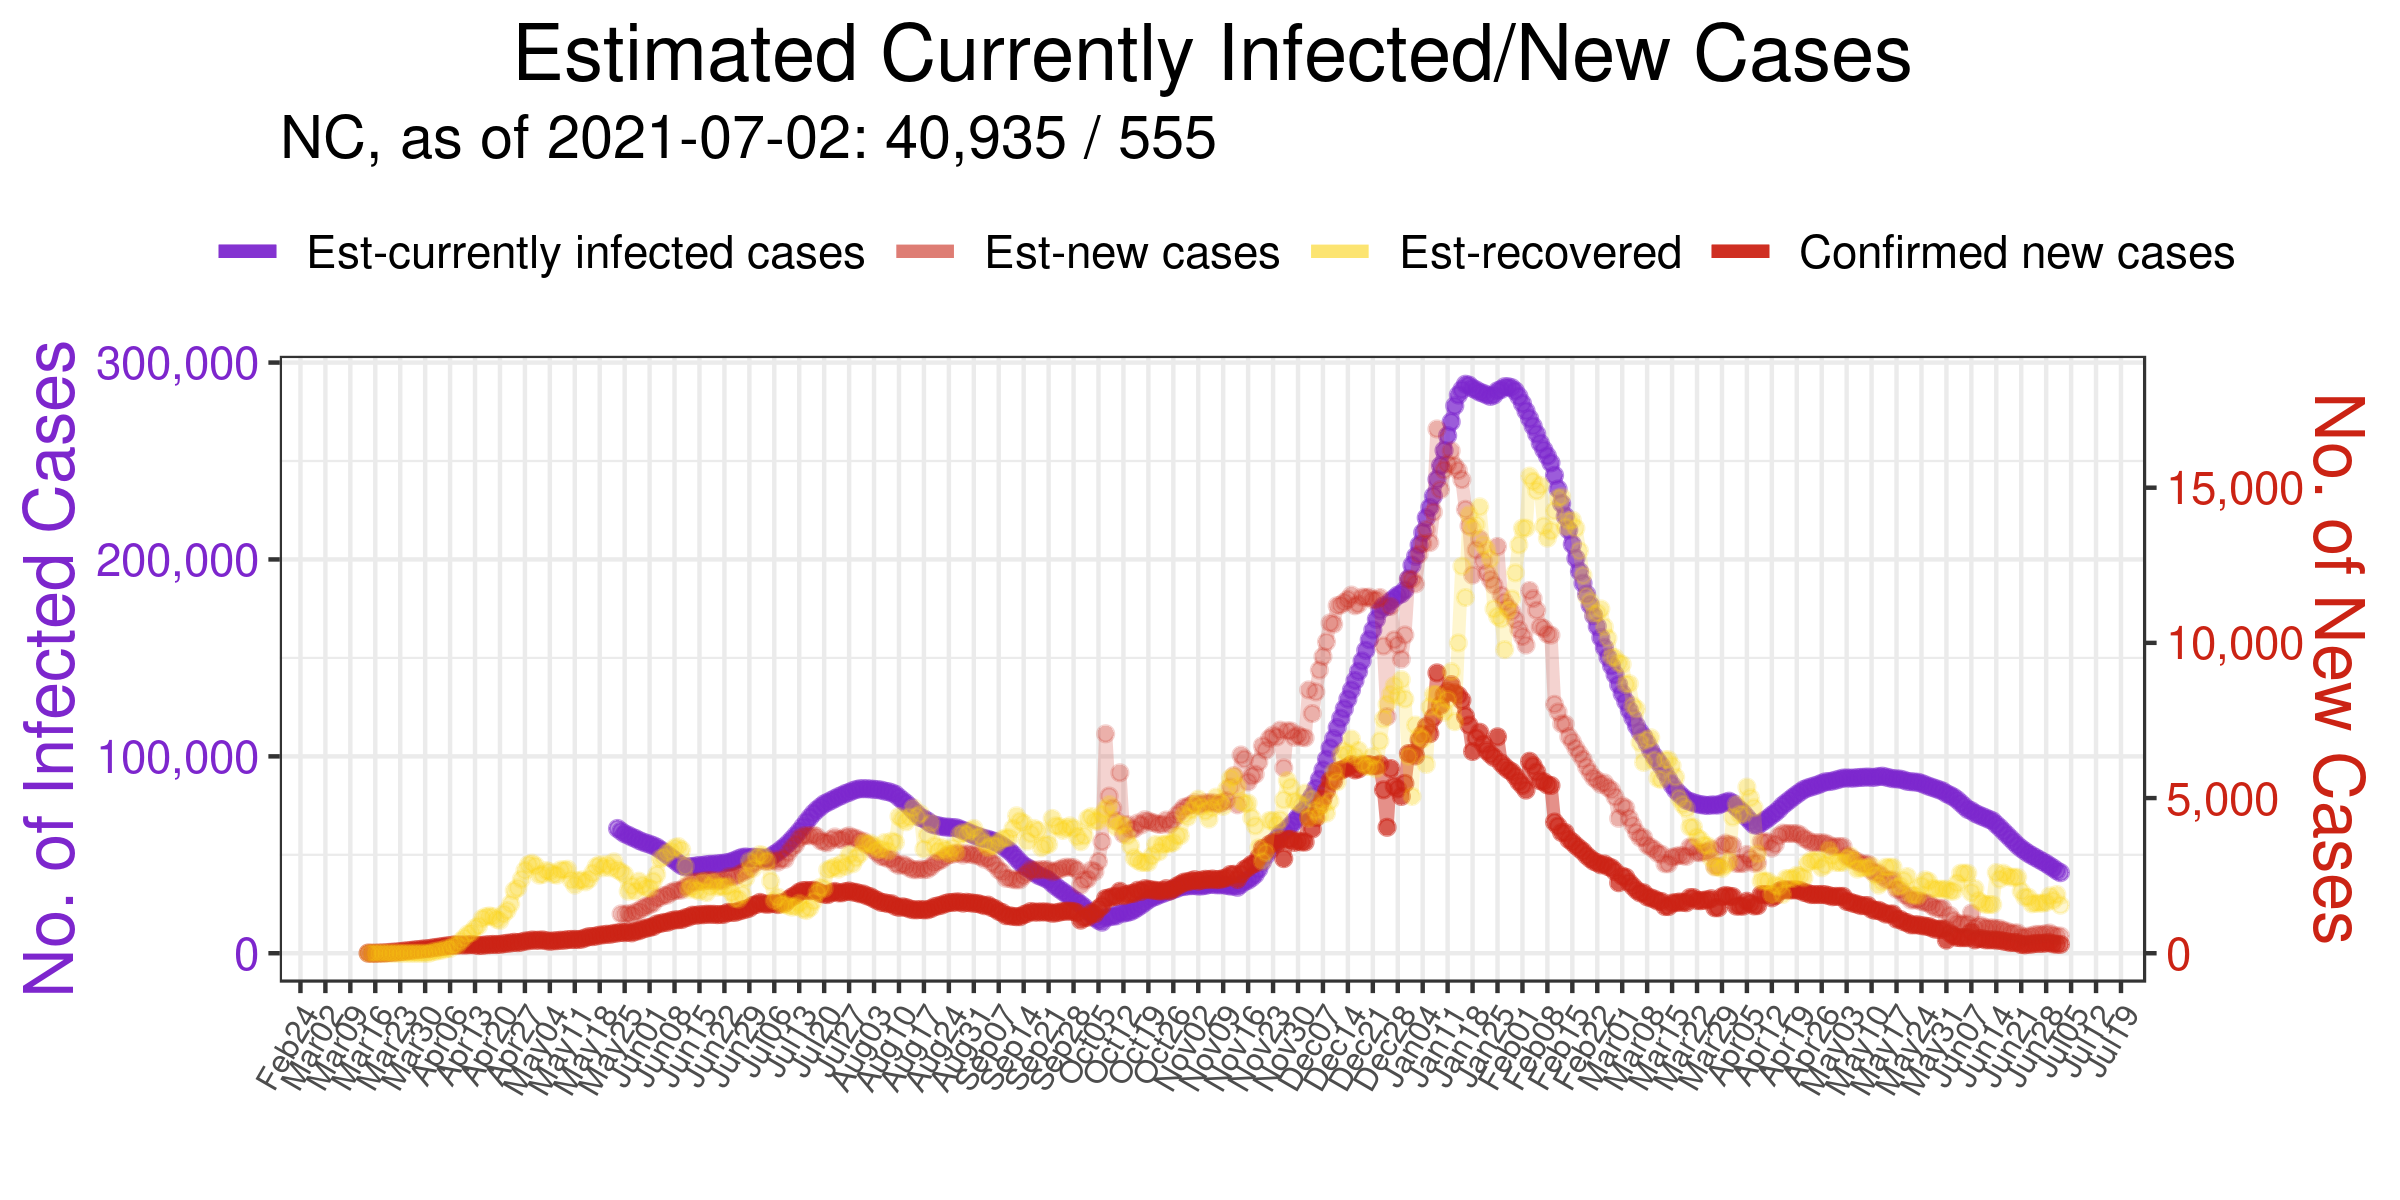 Estimated Currently Infected/New Cases
NC, as of 2021-07-02: 40,935 / 555
Est-currently infected cases
Est-new cases
Est-recovered
Confirmed new cases
No. of Infected Cases
300,000
200,000
100,000
0
15,000
10,000
5,000
0
No. of New Cases
Feb24
Mar02
Mar09
Mar16
Mar23
Mar30
Apr06
Apr13
Apr20
Apr27
May04
May11
May18
May25
Jun01
Jun08
Jun15
Jun22
Jun29
Jul06
Jul13
Jul20
Jul27
Aug03
Aug10
Aug17
Aug24
Aug31
Sep07
Sep14
Sep21
Sep28
Oct05
Oct12
Oct19
Oct26
Nov02
Nov09
Nov16
Nov23
Nov30
Dec07
Dec14
Dec21
Dec28
Jan04
Jan11
Jan18
Jan25
Feb01
Feb08
Feb15
Feb22
Mar01
Mar08
Mar15
Mar22
Mar29
Apr05
Apr12
Apr19
Apr26
May03
May10
May17
May24
May31
Jun07
Jun14
Jun21
Jun28
Jul05
Jul12
Jul19